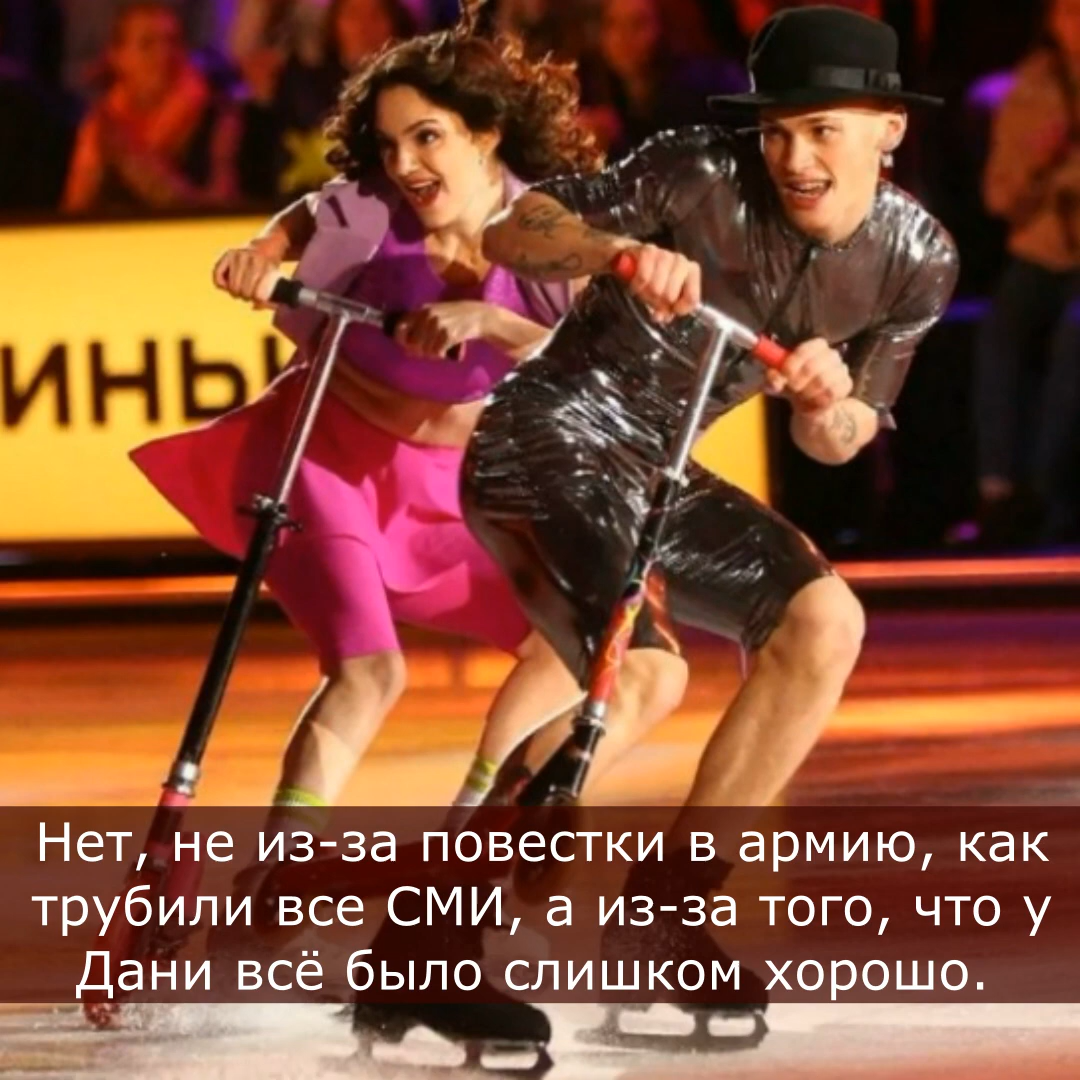 ИНЫ
Нет, не из-за повестки в армию, как
трубили все СМИ, а из-за того, что у
Дани всё было слишком хорошо.